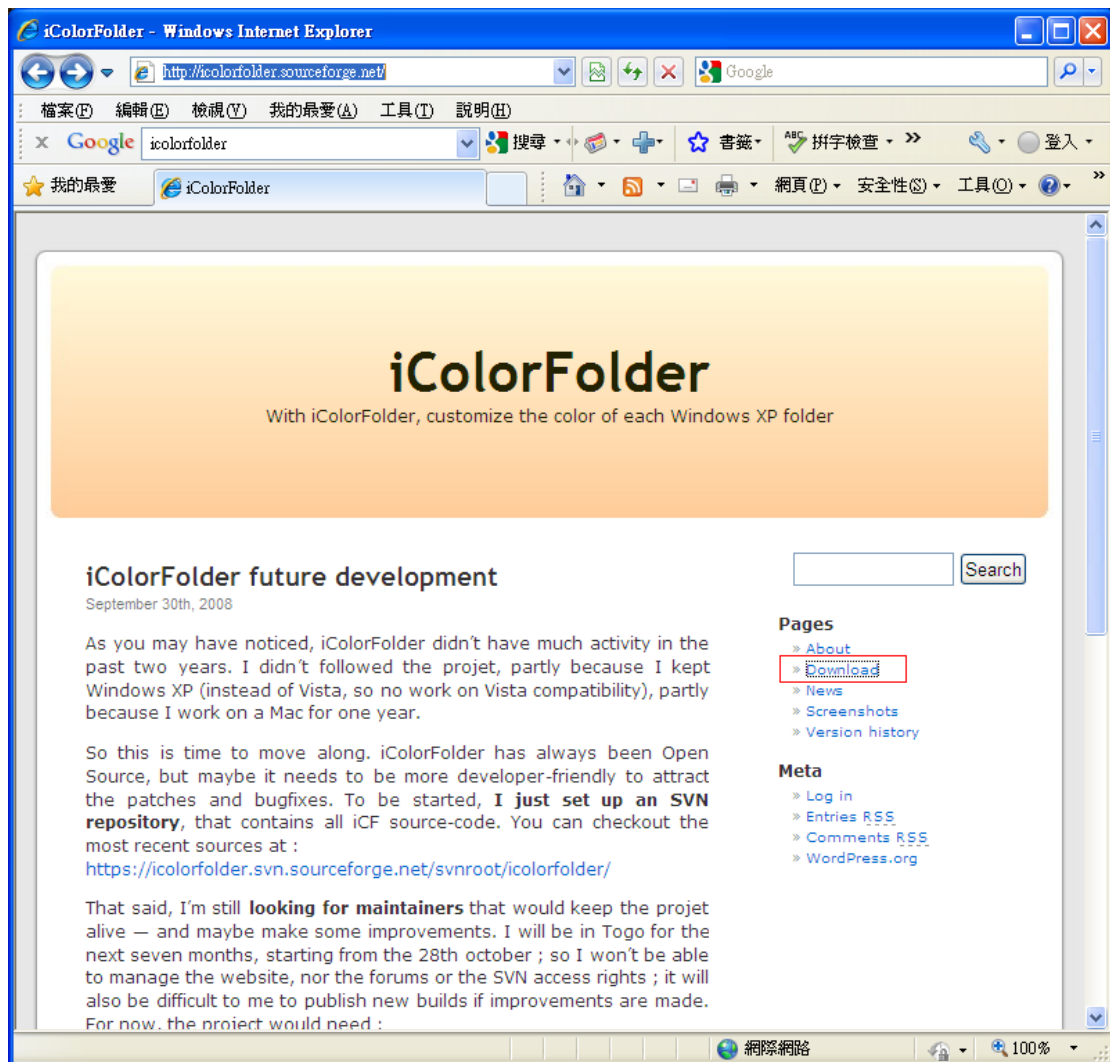 iColorFolder - Windows Internet Explorer
http://icolorfolder.sourceforge.net/
Google
檔案(F) 編輯(E) 檢視(V) 我的最愛(A) 工具(T) 說明(H)
x Google icolorfolder 搜尋 書籤 ABC 拼字檢查 » 登入
我的最愛 iColorFolder 網頁(P) 安全性(S) 工具(O) »
iColorFolder
With iColorFolder, customize the color of each Windows XP folder
iColorFolder future development
September 30th, 2008
As you may have noticed, iColorFolder didn't have much activity in the
past two years. I didn't followed the projet, partly because I kept
Windows XP (instead of Vista, so no work on Vista compatibility), partly
because I work on a Mac for one year.
So this is time to move along. iColorFolder has always been Open
Source, but maybe it needs to be more developer-friendly to attract
the patches and bugfixes. To be started, I just set up an SVN
repository, that contains all iCF source-code. You can checkout the
most recent sources at :
https://icolorfolder.svn.sourceforge.net/svnroot/icolorfolder/
That said, I'm still looking for maintainers that would keep the projet
alive — and maybe make some improvements. I will be in Togo for the
next seven months, starting from the 28th october ; so I won't be able
to manage the website, nor the forums or the SVN access rights ; it will
also be difficult to me to publish new builds if improvements are made.
For now, the project would need :
Search
Pages
» About
» Download
» News
» Screenshots
» Version history
Meta
» Log in
» Entries RSS
» Comments RSS
» WordPress.org
網際網路 100%